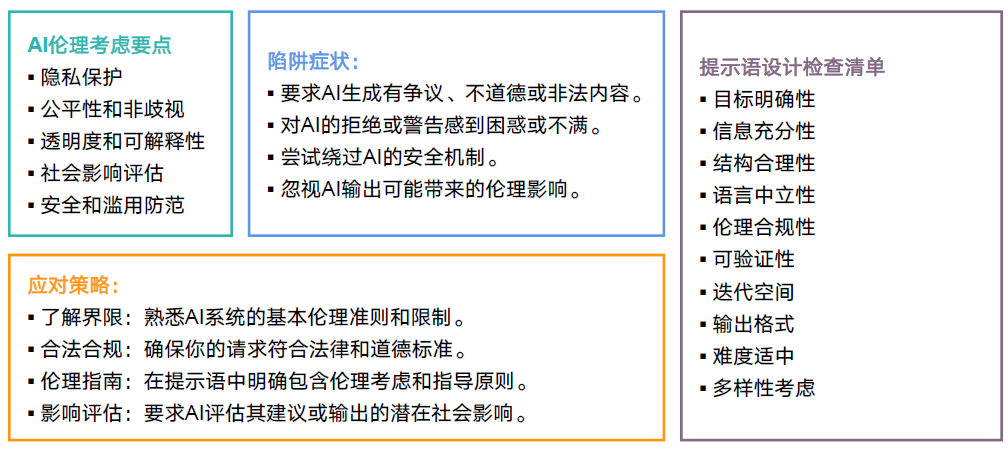 AI伦理考虑要点
▪ 隐私保护
▪ 公平性和非歧视
▪ 透明度和可解释性
▪ 社会影响评估
▪ 安全和滥用防范
陷阱症状：
▪ 要求AI生成有争议、不道德或非法内容。
▪ 对AI的拒绝或警告感到困惑或不满。
▪ 尝试绕过AI的安全机制。
▪ 忽视AI输出可能带来的伦理影响。
应对策略：
▪ 了解界限：熟悉AI系统的基本伦理准则和限制。
▪ 合法合规：确保你的请求符合法律和道德标准。
▪ 伦理指南：在提示语中明确包含伦理考虑和指导原则。
▪ 影响评估：要求AI评估其建议或输出的潜在社会影响。
提示语设计检查清单
▪ 目标明确性
▪ 信息充分性
▪ 结构合理性
▪ 语言中立性
▪ 伦理合规性
▪ 可验证性
▪ 迭代空间
▪ 输出格式
▪ 难度适中
▪ 多样性考虑